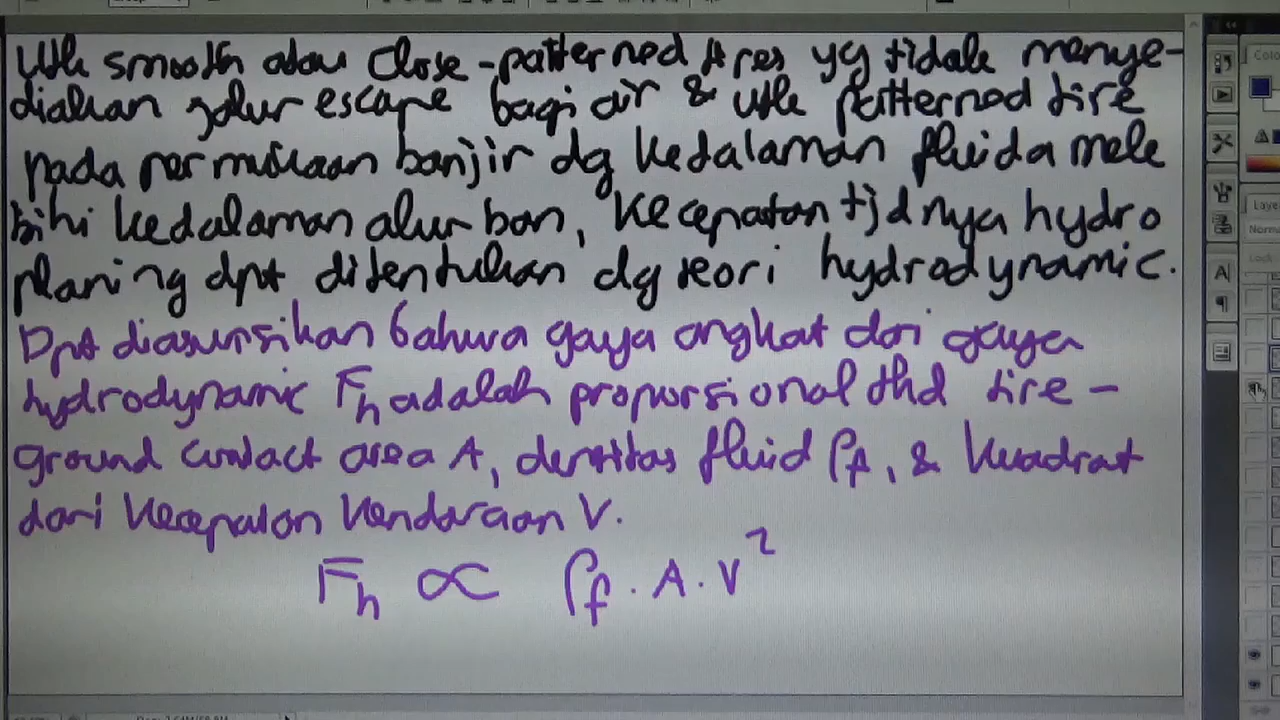 Utk smooth atau close-patterned tires yg tidak menye-
diakan jalur escape bagi air & utk patterned tire
pada permukaan banjir dg kedalaman fluida mele
bihi kedalaman alur ban, kecepatan tjdnya hydro
planing dpt ditentukan dg teori hydrodynamic.
Dpt diasumsikan bahwa gaya angkat dari gaya
hydrodynamic Fh adalah proporsional thd tire-
ground contact area A, densitas fluid ρf, & kuadrat
dari kecepatan kendaraan V.
Fh ∝ ρf . A . V²
A